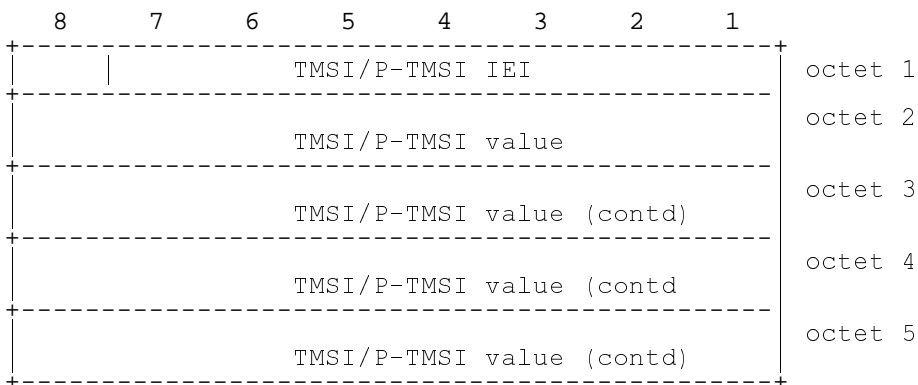 8 7 6 5 4 3 2 1
TMSI/P-TMSI IEI octet 1
octet 2
TMSI/P-TMSI value
octet 3
TMSI/P-TMSI value (contd)
octet 4
TMSI/P-TMSI value (contd
octet 5
TMSI/P-TMSI value (contd)